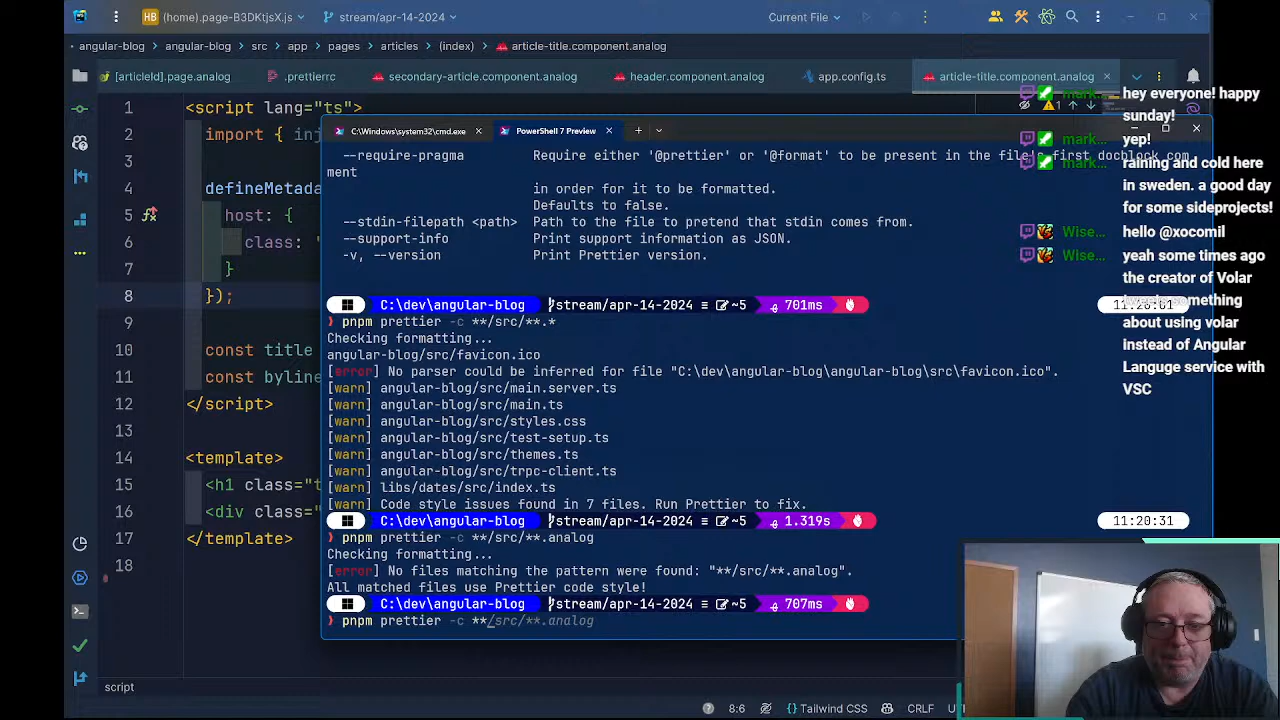 HB (home).page-B3DKtjsX.js
stream/apr-14-2024
Current File
angular-blog
angular-blog
src
app
pages
articles
(index)
article-title.component.analog
[articleId].page.analog
.prettierrc
secondary-article.component.analog
header.component.analog
app.config.ts
article-title.component.analog
1 <script lang="ts">
2 import { inj
3
4 defineMetada
5 host: {
6 class: '
7 }
8 });
9
10 const title
11 const byline
12 </script>
13
14 <template>
15 <h1 class="t
16 <div class="
17 </template>
18
1
C:\Windows\system32\cmd.exe
PowerShell 7 Preview
--require-pragma Require either '@prettier' or '@format' to be present in the file's first docblock com
ment
in order for it to be formatted.
Defaults to false.
--stdin-filepath <path> Path to the file to pretend that stdin comes from.
--support-info Print support information as JSON.
-v, --version Print Prettier version.
C:\dev\angular-blog stream/apr-14-2024 ≡ ~5 701ms
❯ pnpm prettier -c **/src/**.*
Checking formatting...
angular-blog/src/favicon.ico
[error] No parser could be inferred for file "C:\dev\angular-blog\angular-blog\src\favicon.ico".
[warn] angular-blog/src/main.server.ts
[warn] angular-blog/src/main.ts
[warn] angular-blog/src/styles.css
[warn] angular-blog/src/test-setup.ts
[warn] angular-blog/src/themes.ts
[warn] angular-blog/src/trpc-client.ts
[warn] libs/dates/src/index.ts
[warn] Code style issues found in 7 files. Run Prettier to fix.
C:\dev\angular-blog stream/apr-14-2024 ≡ ~5 1.319s 11:20:31
❯ pnpm prettier -c **/src/**.analog
Checking formatting...
[error] No files matching the pattern were found: "**/src/**.analog".
All matched files use Prettier code style!
C:\dev\angular-blog stream/apr-14-2024 ≡ ~5 707ms
❯ pnpm prettier -c **/src/**.analog
mark... hey everyone! happy
sunday!
mark... yep!
mark... raining and cold here
in sweden. a good day
for some sideprojects!
Wise... hello @xocomil
Wise... yeah some times ago
the creator of Volar
something
about using volar
instead of Angular
Languge service with
VSC
script
8:6
Tailwind CSS
CRLF